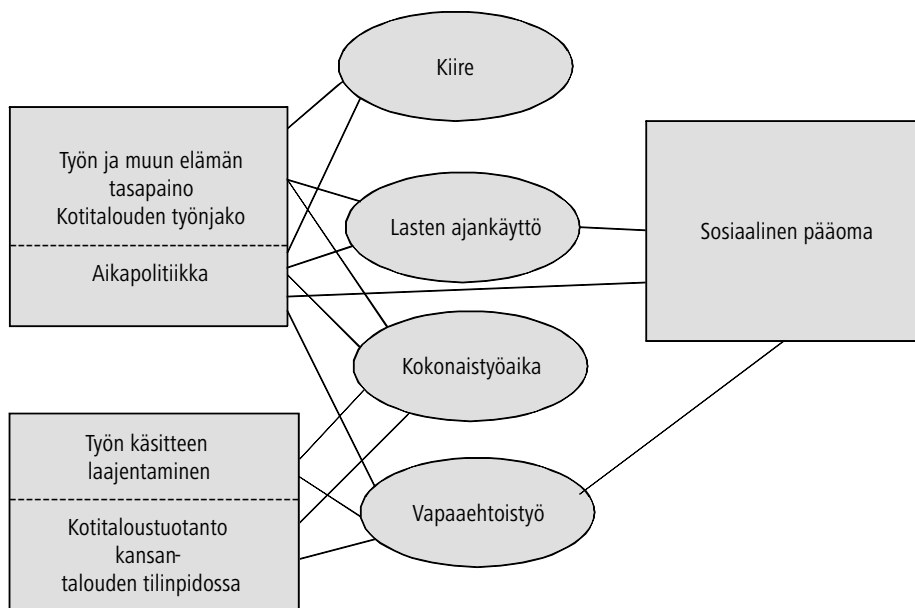 Kiire
Työn ja muun elämän
tasapaino
Kotitalouden työnjako
Aikapolitiikka
Lasten ajankäyttö
Sosiaalinen pääoma
Kokonaistyöaika
Työn käsitteen
laajentaminen
Kotitaloustuotanto
kansan-
talouden tilinpidossa
Vapaaehtoistyö